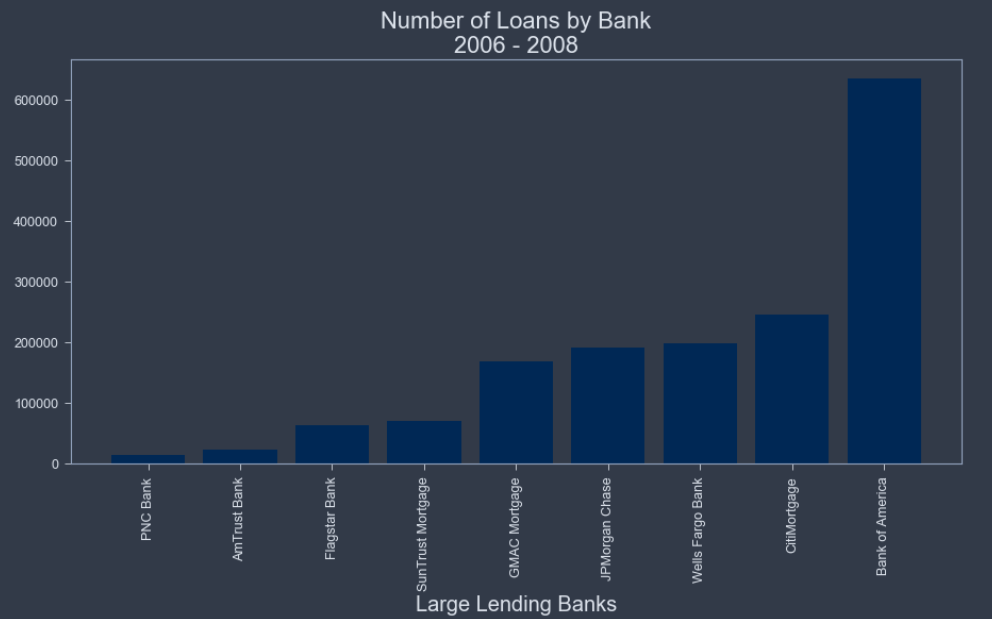 Number of Loans by Bank
2006 - 2008
600000
500000
400000
300000
200000
100000
0
PNC Bank
AmTrust Bank
Flagstar Bank
SunTrust Mortgage
GMAC Mortgage
JPMorgan Chase
Wells Fargo Bank
CitiMortgage
Bank of America
Large Lending Banks